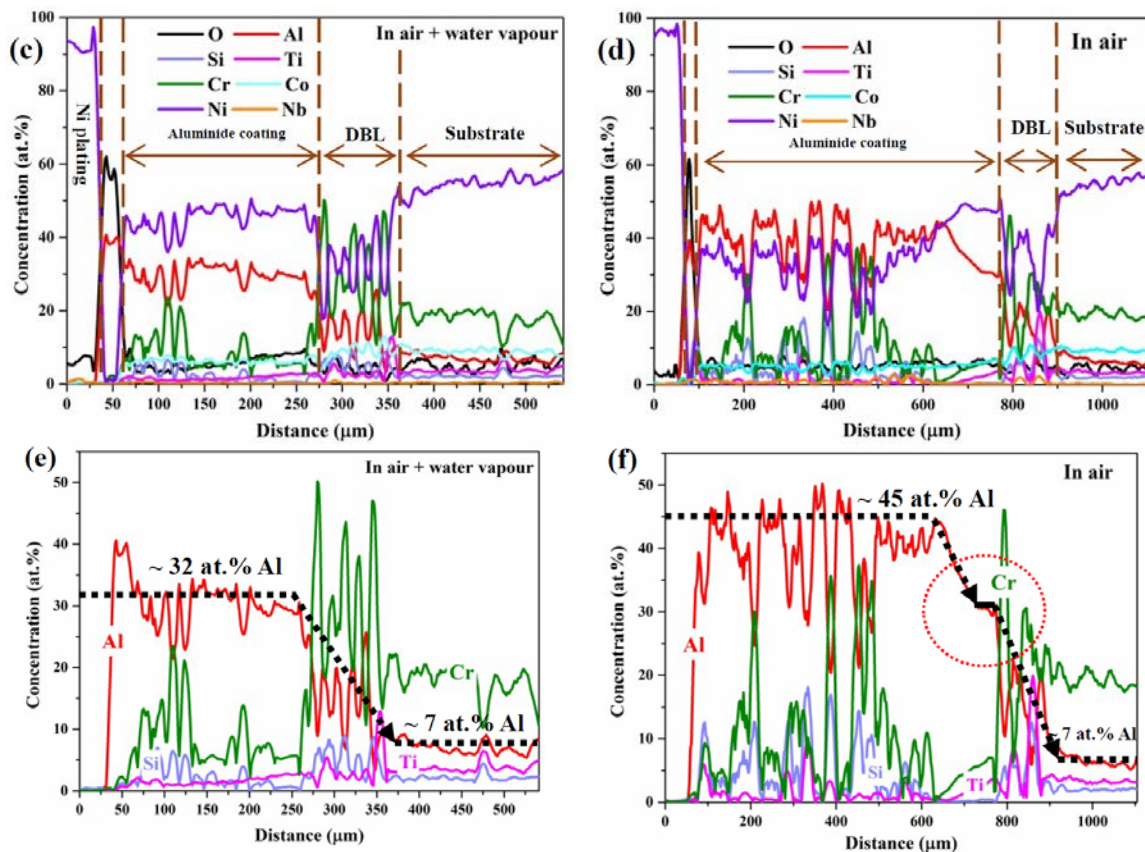 (c)
In air + water vapour
O Al
Si Ti
Cr Co
Ni Nb
Ni plating
Aluminide coating
DBL
Substrate
Concentration (at.%)
100
80
60
40
20
0
0 50 100 150 200 250 300 350 400 450 500
Distance (μm)
(d)
In air
O Al
Si Ti
Cr Co
Ni Nb
DBL
Substrate
Aluminide coating
Concentration (at.%)
100
80
60
40
20
0
0 200 400 600 800 1000
Distance (μm)
(e)
In air + water vapour
~ 32 at.% Al
Al
Cr
~ 7 at.% Al
Si
Ti
Concentration (at.%)
50
40
30
20
10
0
0 50 100 150 200 250 300 350 400 450 500
Distance (μm)
(f)
In air
~ 45 at.% Al
Cr
Al
~ 7 at.% Al
Si
Ti
Concentration (at.%)
50
40
30
20
10
0
0 200 400 600 800 1000
Distance (μm)